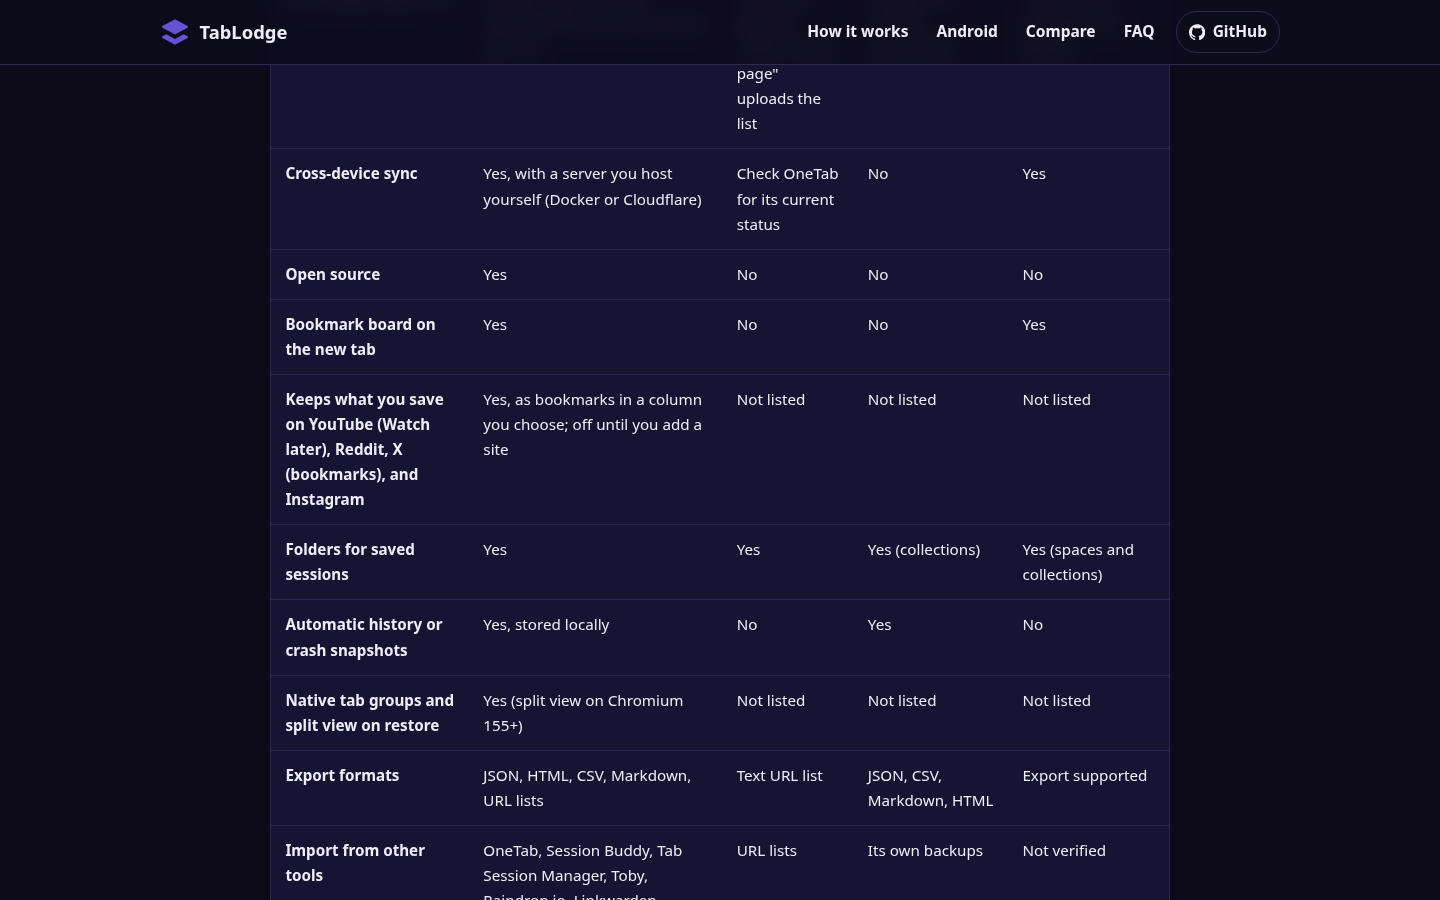 TabLodge
How it works
Android
Compare
FAQ
GitHub
page"
uploads the
list
Cross-device sync
Yes, with a server you host
yourself (Docker or Cloudflare)
Check OneTab
for its current
status
No
Yes
Open source
Yes
No
No
No
Bookmark board on
the new tab
Yes
No
No
Yes
Keeps what you save
on YouTube (Watch
later), Reddit, X
(bookmarks), and
Instagram
Yes, as bookmarks in a column
you choose; off until you add a
site
Not listed
Not listed
Not listed
Folders for saved
sessions
Yes
Yes
Yes (collections)
Yes (spaces and
collections)
Automatic history or
crash snapshots
Yes, stored locally
No
Yes
No
Native tab groups and
split view on restore
Yes (split view on Chromium
155+)
Not listed
Not listed
Not listed
Export formats
JSON, HTML, CSV, Markdown,
URL lists
Text URL list
JSON, CSV,
Markdown, HTML
Export supported
Import from other
tools
OneTab, Session Buddy, Tab
Session Manager, Toby,
Raindrop.io, Linkwarden
URL lists
Its own backups
Not verified